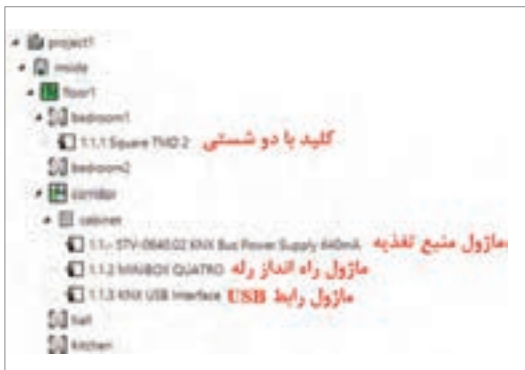 project1
inside
floor1
bedroom1
1.1.1 Square TMD 2 کلید با دو شستی
bedroom2
corridor
cabinet
1.1.- STV-0640.02 KNX Bus Power Supply 640mA ماژول منبع تغذیه
1.1.2 MINiBOX QUATRO ماژول راه انداز رله
1.1.3 KNX USB Interface ماژول رابط USB
hall
kitchen